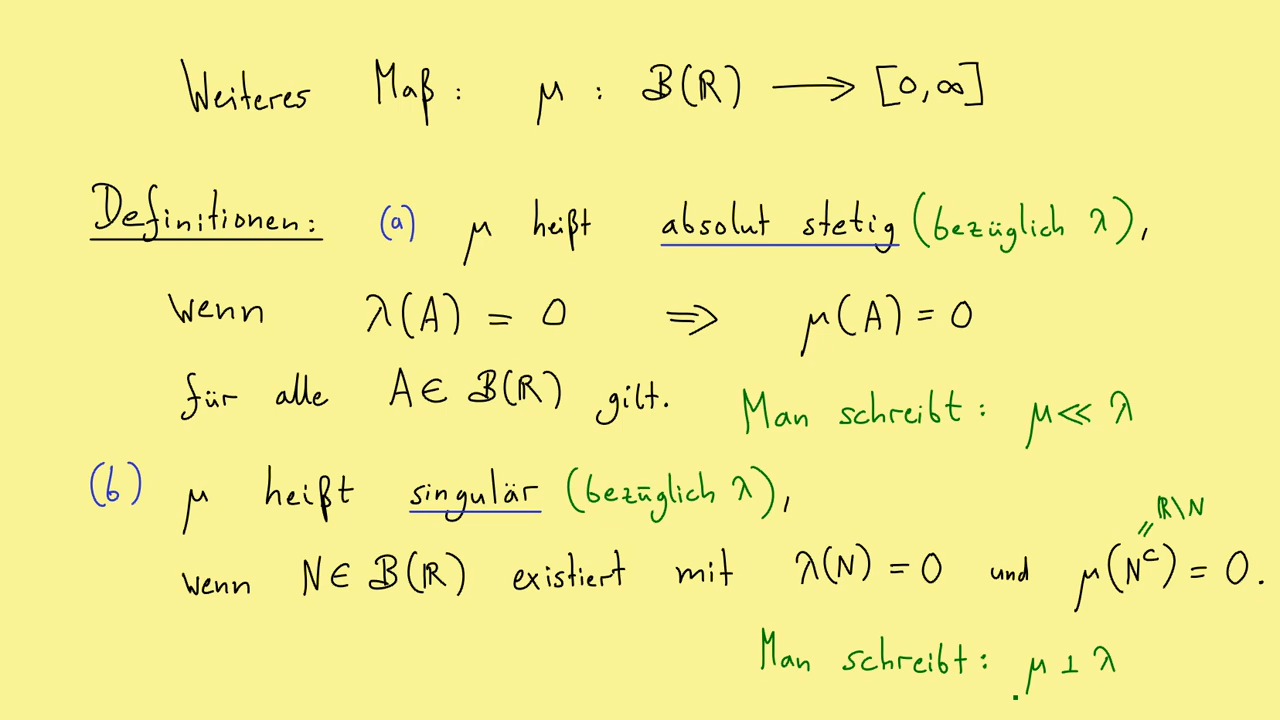 Weiteres Maß: μ : B(ℝ) ⟶ [0,∞]
Definitionen: (a) μ heißt absolut stetig (bezüglich λ),
wenn λ(A) = 0 ⇒ μ(A) = 0
für alle A ∈ B(ℝ) gilt.
Man schreibt: μ ≪ λ
(b) μ heißt singulär (bezüglich λ),
ℝ\N
=
wenn N ∈ B(ℝ) existiert mit λ(N) = 0 und μ(Nᶜ) = 0.
Man schreibt: μ ⊥ λ